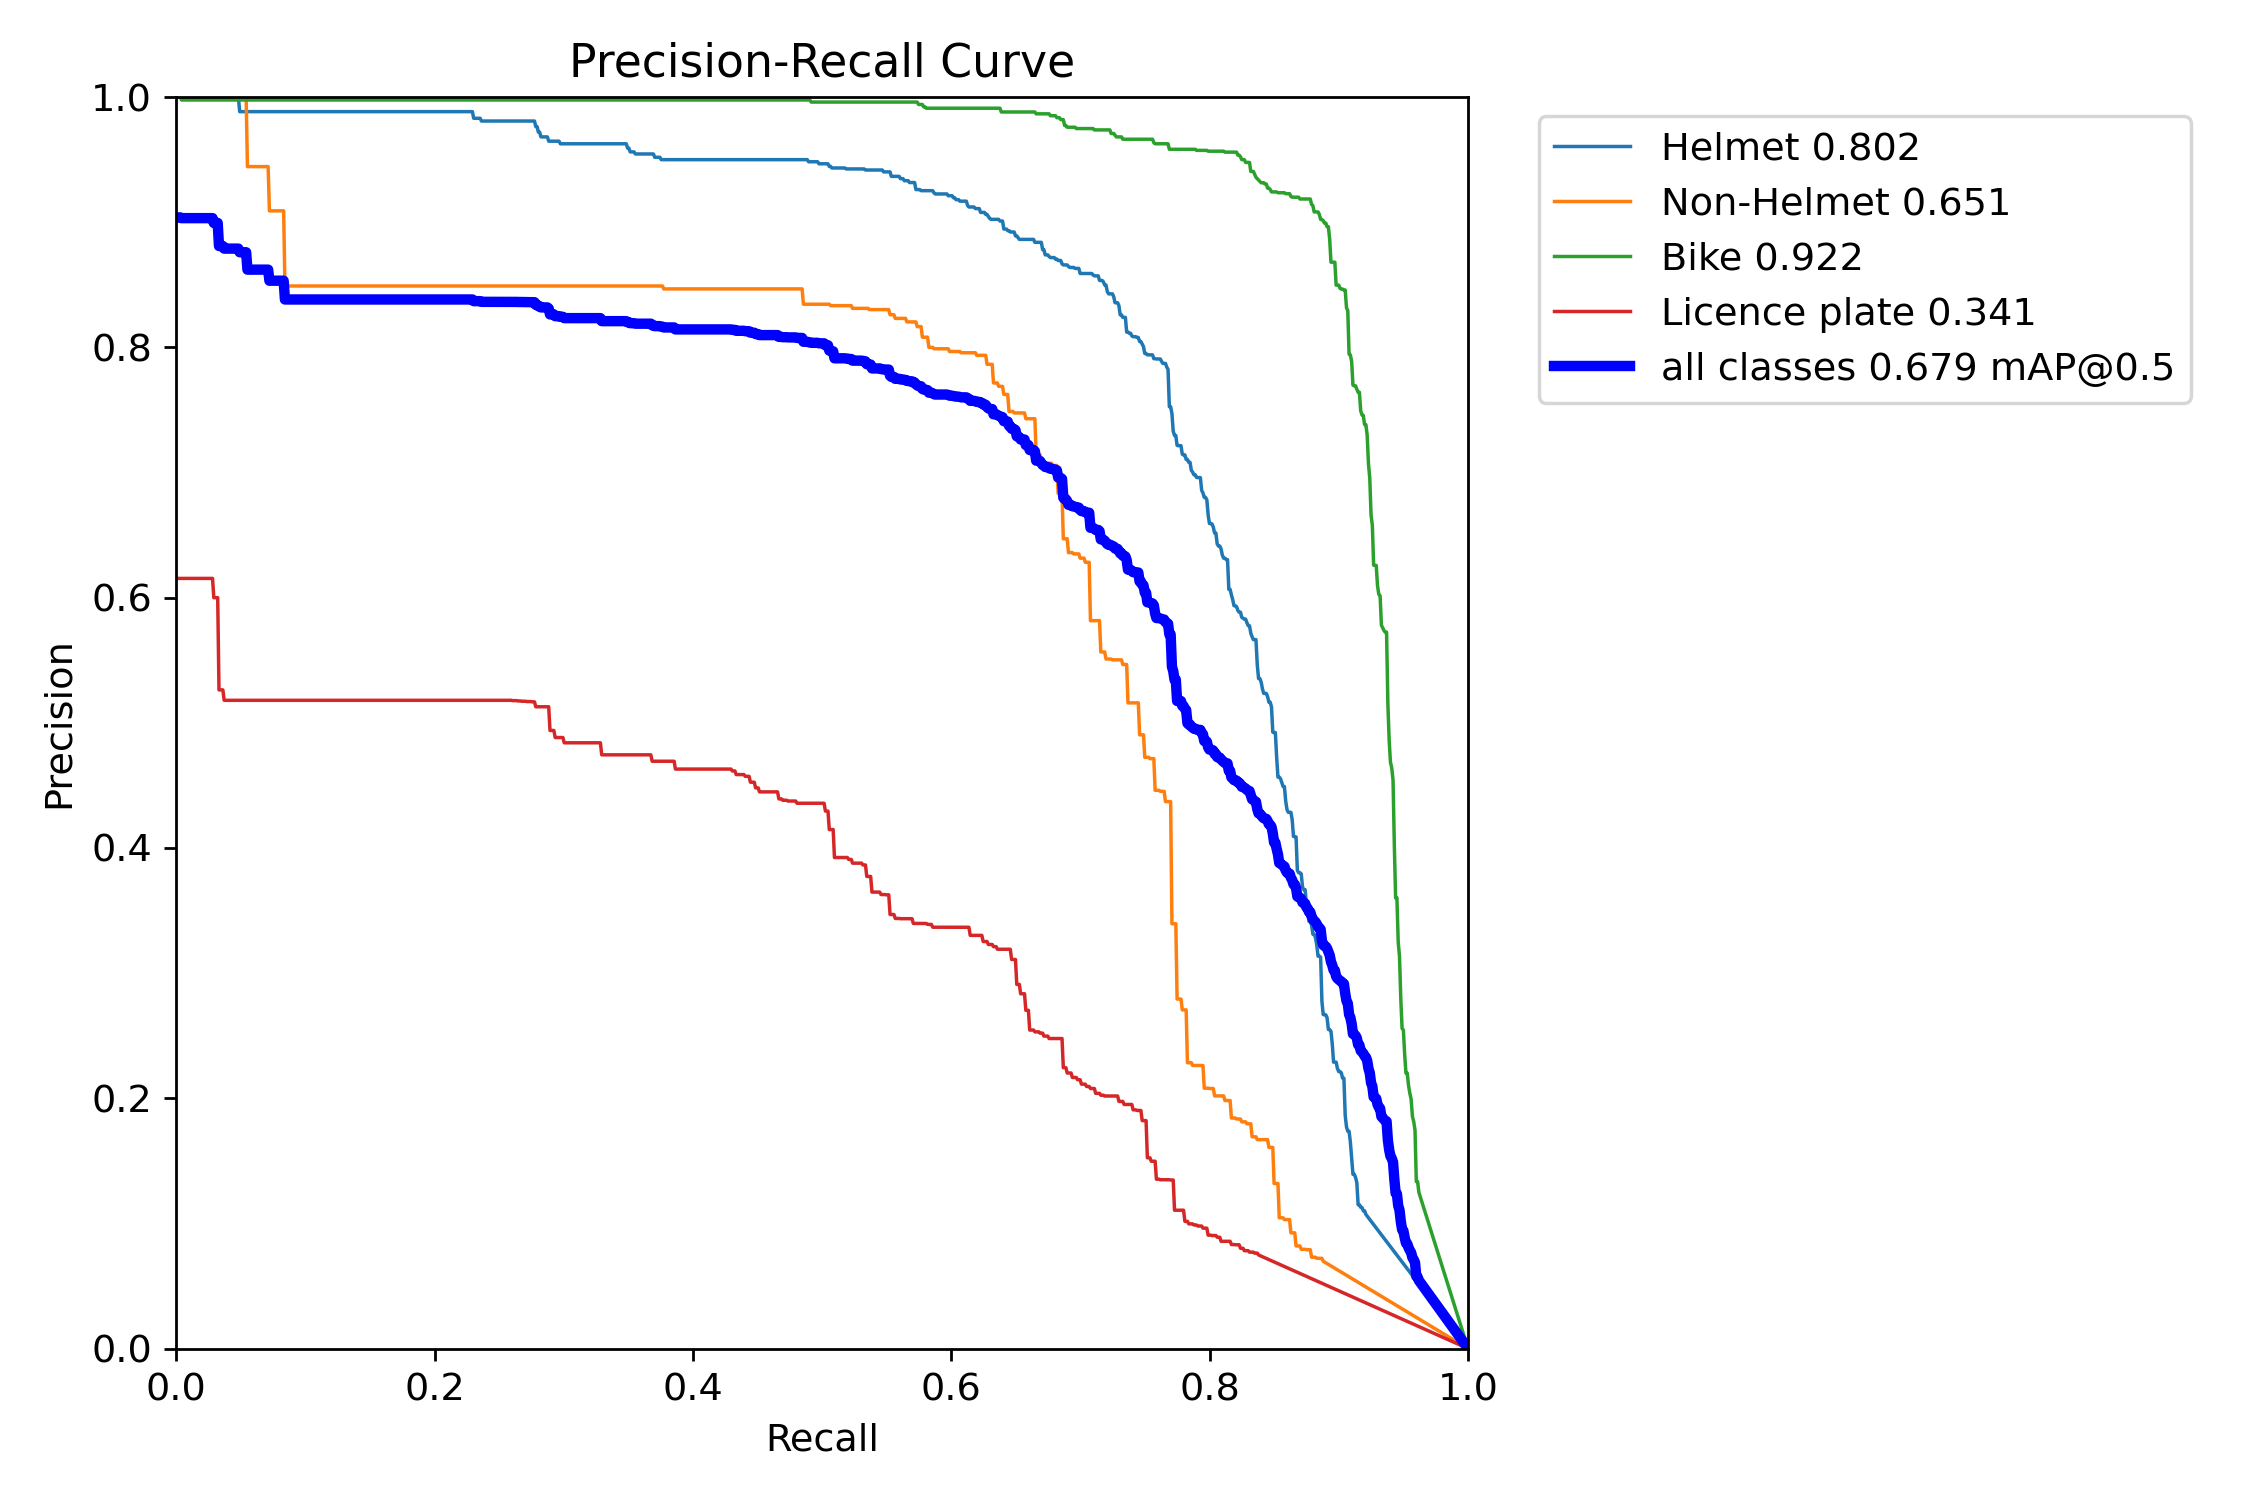 Precision-Recall Curve
1.0
0.8
0.6
0.4
0.2
0.0
Precision
0.0 0.2 0.4 0.6 0.8 1.0
Recall
Helmet 0.802
Non-Helmet 0.651
Bike 0.922
Licence plate 0.341
all classes 0.679 mAP@0.5